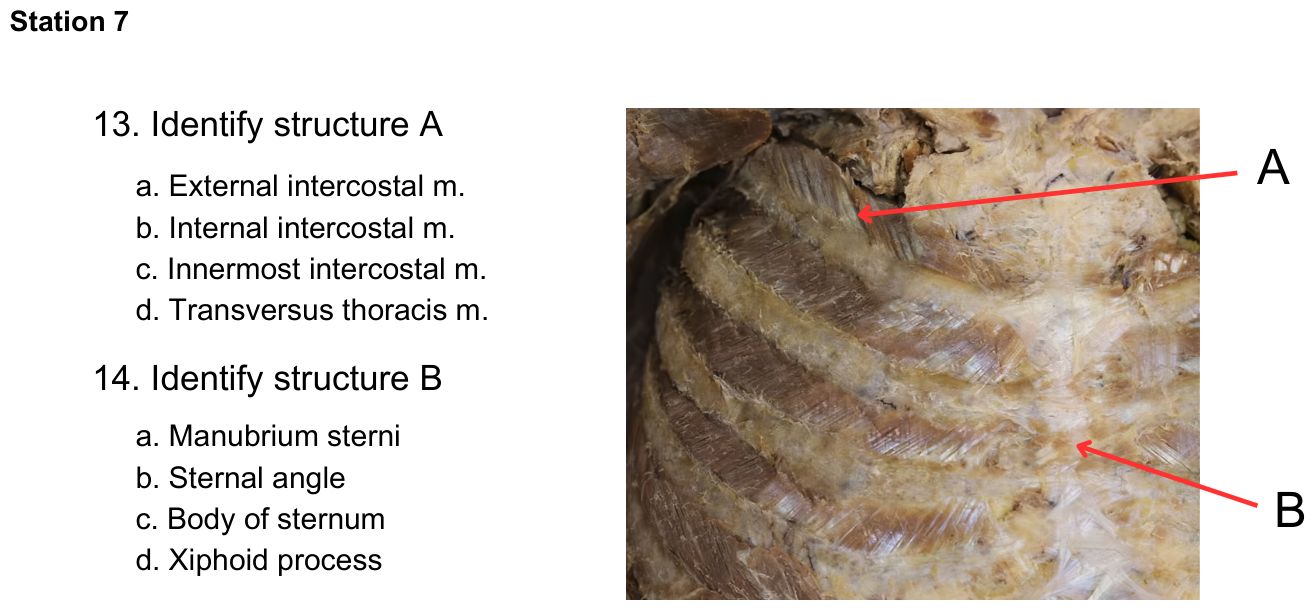 Station 7
13. Identify structure A
a. External intercostal m.
b. Internal intercostal m.
c. Innermost intercostal m.
d. Transversus thoracis m.
14. Identify structure B
a. Manubrium sterni
b. Sternal angle
c. Body of sternum
d. Xiphoid process
A
B